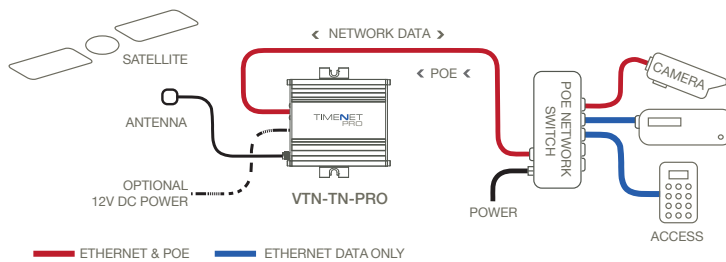 SATELLITE
< NETWORK DATA >
< POE <
CAMERA
ANTENNA
TIMENET
PRO
POE NETWORK
SWITCH
OPTIONAL
12V DC POWER
VTN-TN-PRO
POWER
ACCESS
ETHERNET & POE
ETHERNET DATA ONLY